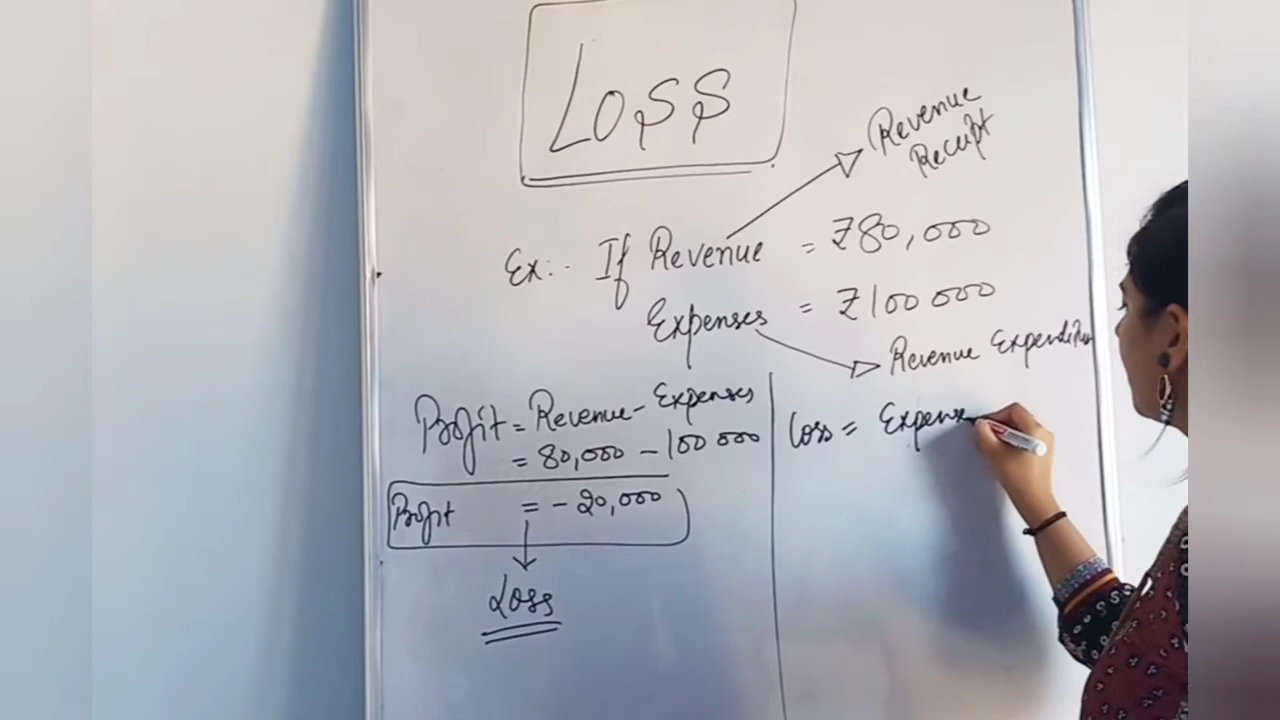 Loss
Revenue
Receipt
Ex:- If Revenue = ₹80,000
Expenses = ₹100 000
Revenue Expenditure
Profit = Revenue - Expenses
= 80,000 - 100 000
Profit = - 20,000
Loss
Loss = Expens